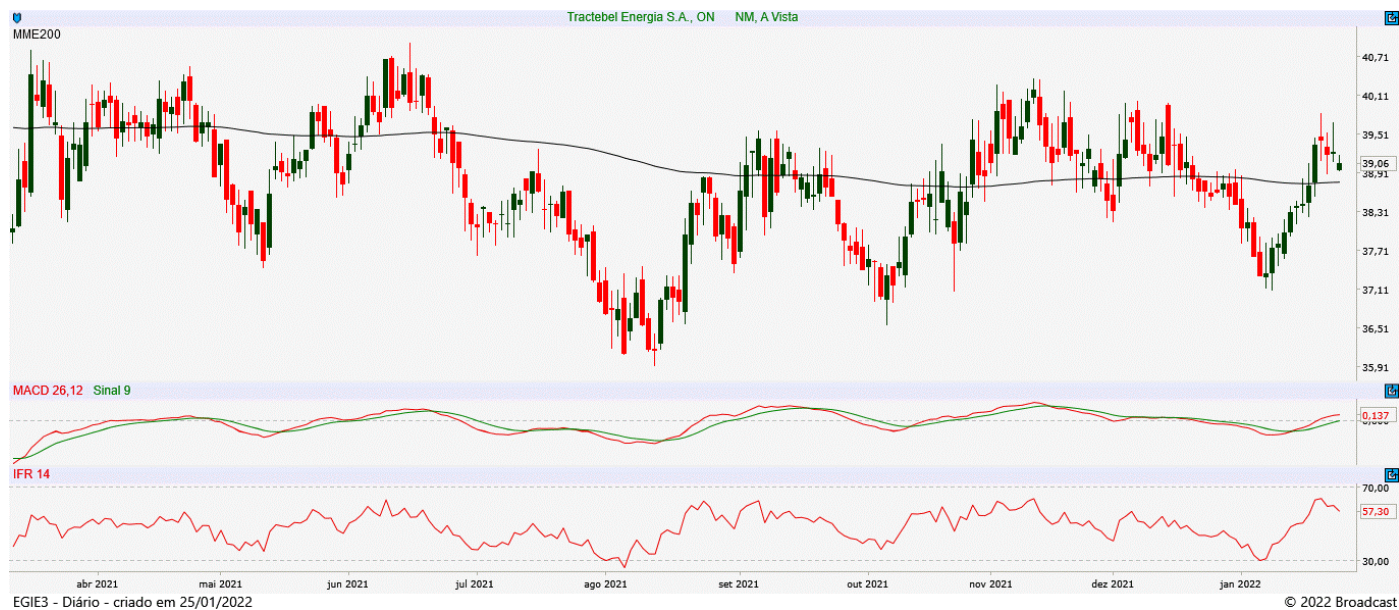 Tractebel Energia S.A., ON NM, A Vista
MME200
40,71
40,11
39,51
39,06
38,91
38,31
37,71
37,11
36,51
35,91
MACD 26,12 Sinal 9
0,137
IFR 14
70,00
57,30
30,00
abr 2021 mai 2021 jun 2021 jul 2021 ago 2021 set 2021 out 2021 nov 2021 dez 2021 jan 2022
EGIE3 - Diário - criado em 25/01/2022 © 2022 Broadcast